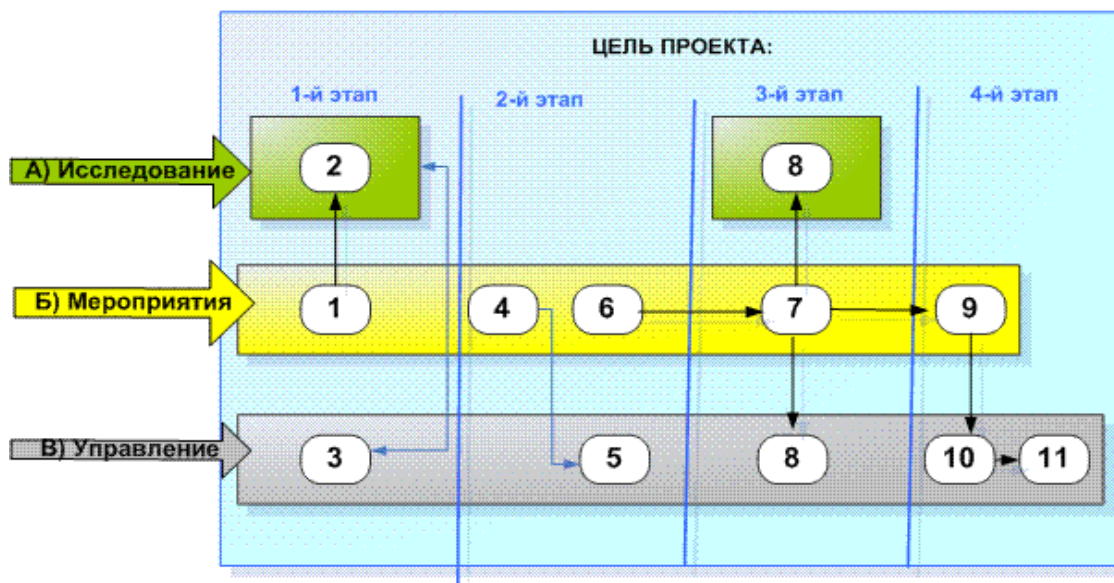 ЦЕЛЬ ПРОЕКТА:
1-й этап
2-й этап
3-й этап
4-й этап
А) Исследование
2
8
Б) Мероприятия
1
4
6
7
9
В) Управление
3
5
8
10
11